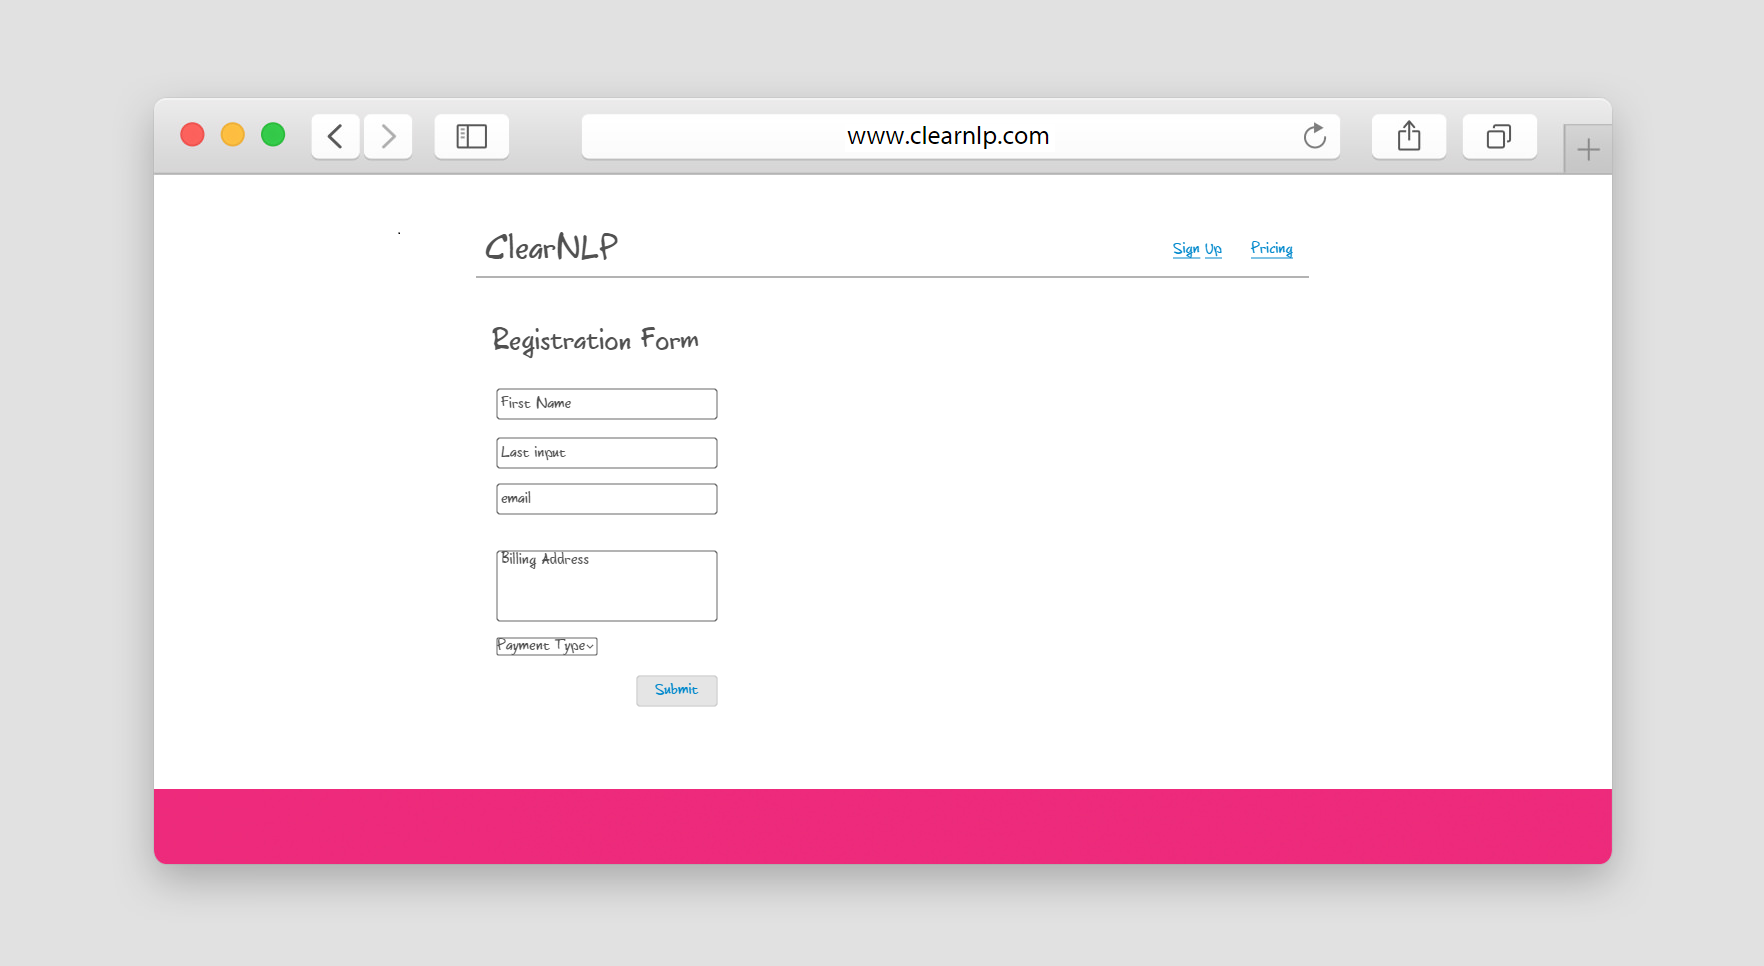 www.clearnlp.com
ClearNLP
Sign Up Pricing
Registration Form
First Name
Last input
email
Billing Address
Payment Type
Submit